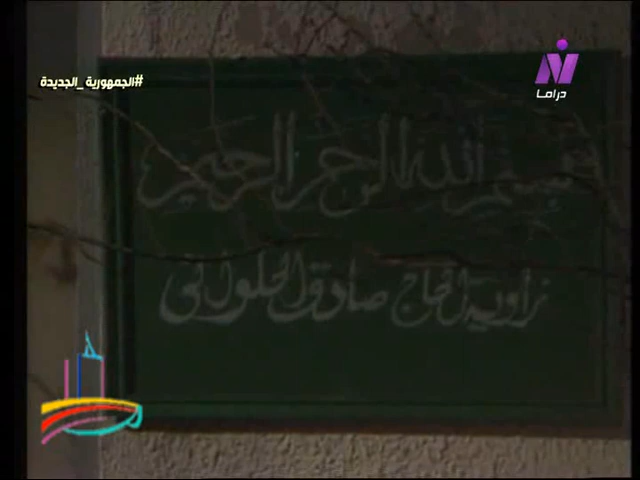 #الجمهورية_الجديدة
دراما
بسم الله الرحمن الرحيم
زاوية الحاج صادق الحلوانى